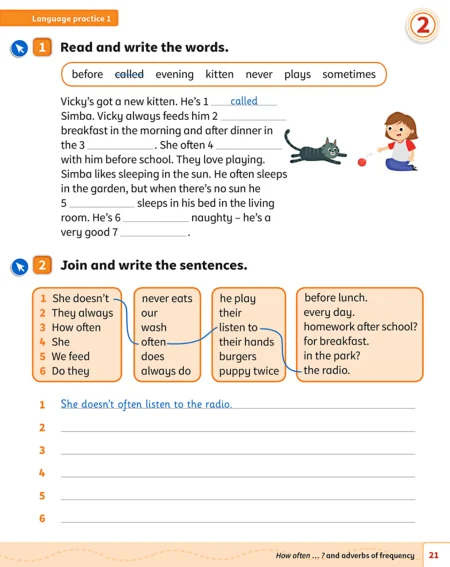 Language practice 1
2
1 Read and write the words.
before called evening kitten never plays sometimes
Vicky's got a new kitten. He's 1 called
Simba. Vicky always feeds him 2
breakfast in the morning and after dinner in
the 3 . She often 4
with him before school. They love playing.
Simba likes sleeping in the sun. He often sleeps
in the garden, but when there's no sun he
5 sleeps in his bed in the living
room. He's 6 naughty – he's a
very good 7 .
2 Join and write the sentences.
1 She doesn't
2 They always
3 How often
4 She
5 We feed
6 Do they
never eats
our
wash
often
does
always do
he play
their
listen to
their hands
burgers
puppy twice
before lunch.
every day.
homework after school?
for breakfast.
in the park?
the radio.
1 She doesn't often listen to the radio.
2
3
4
5
6
How often ... ? and adverbs of frequency 21